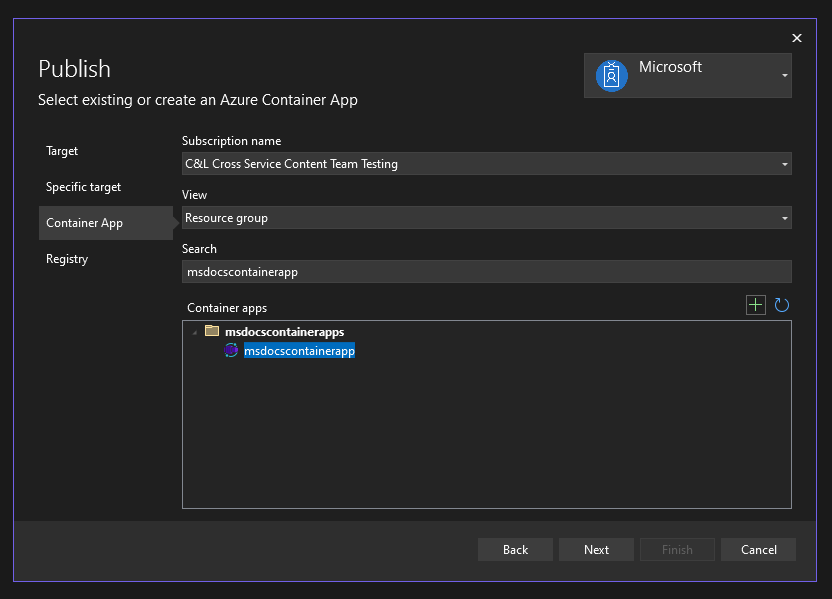 Publish
Microsoft
Select existing or create an Azure Container App
Target
Specific target
Container App
Registry
Subscription name
C&L Cross Service Content Team Testing
View
Resource group
Search
msdocscontainerapp
Container apps
msdocscontainerapps
msdocscontainerapp
Back
Next
Finish
Cancel